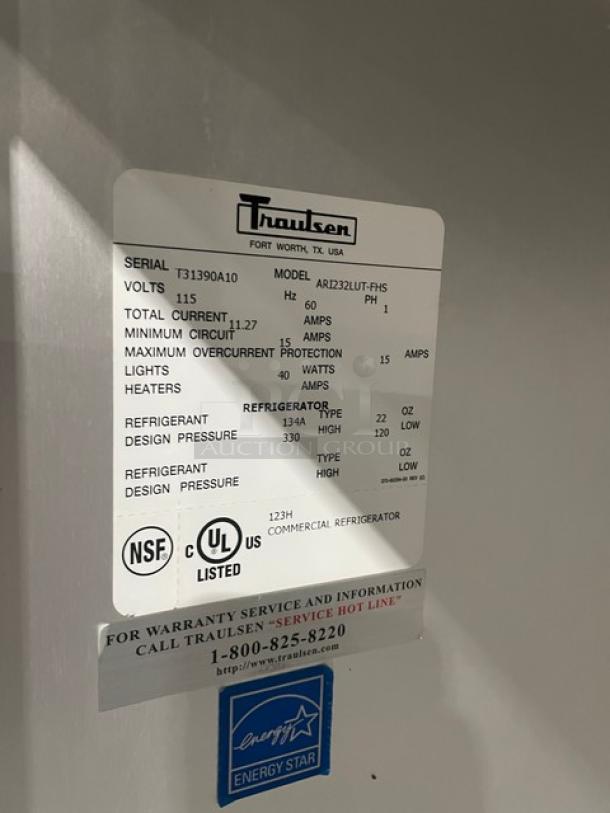 Traulsen
FORT WORTH, TX. USA
SERIAL T31390A10 MODEL ARI232LUT-FHS
VOLTS 115 Hz 60 PH 1
TOTAL CURRENT 11.27 AMPS
MINIMUM CIRCUIT 15 AMPS
MAXIMUM OVERCURRENT PROTECTION 15 AMPS
LIGHTS 40 WATTS
HEATERS AMPS
REFRIGERATOR
REFRIGERANT 134A TYPE 22 OZ
DESIGN PRESSURE 330 HIGH 120 LOW
AUCTION GROUP
REFRIGERANT TYPE OZ
DESIGN PRESSURE HIGH LOW
123H
COMMERCIAL REFRIGERATOR
NSF
C UL US
LISTED
FOR WARRANTY SERVICE AND INFORMATION
CALL TRAULSEN "SERVICE HOT LINE"
1-800-825-8220
http://www.traulsen.com
energy
ENERGY STAR